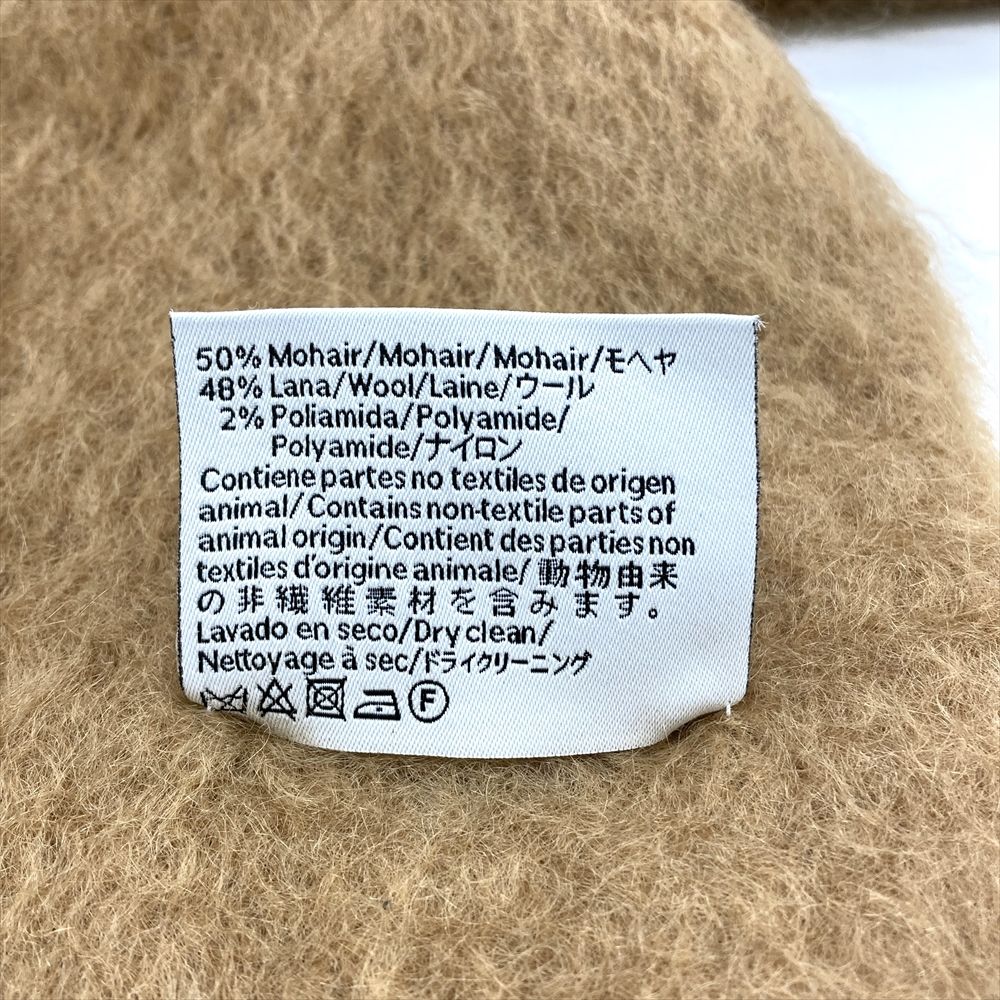 50% Mohair/Mohair/Mohair/モヘヤ
48% Lana/Wool/Laine/ウール
2% Poliamida/Polyamide/
Polyamide/ナイロン
Contiene partes no textiles de origen
animal/Contains non-textile parts of
animal origin/Contient des parties non
textiles d'origine animale/動物由来
の非繊維素材を含みます。
Lavado en seco/Dry clean/
Nettoyage à sec/ドライクリーニング
F